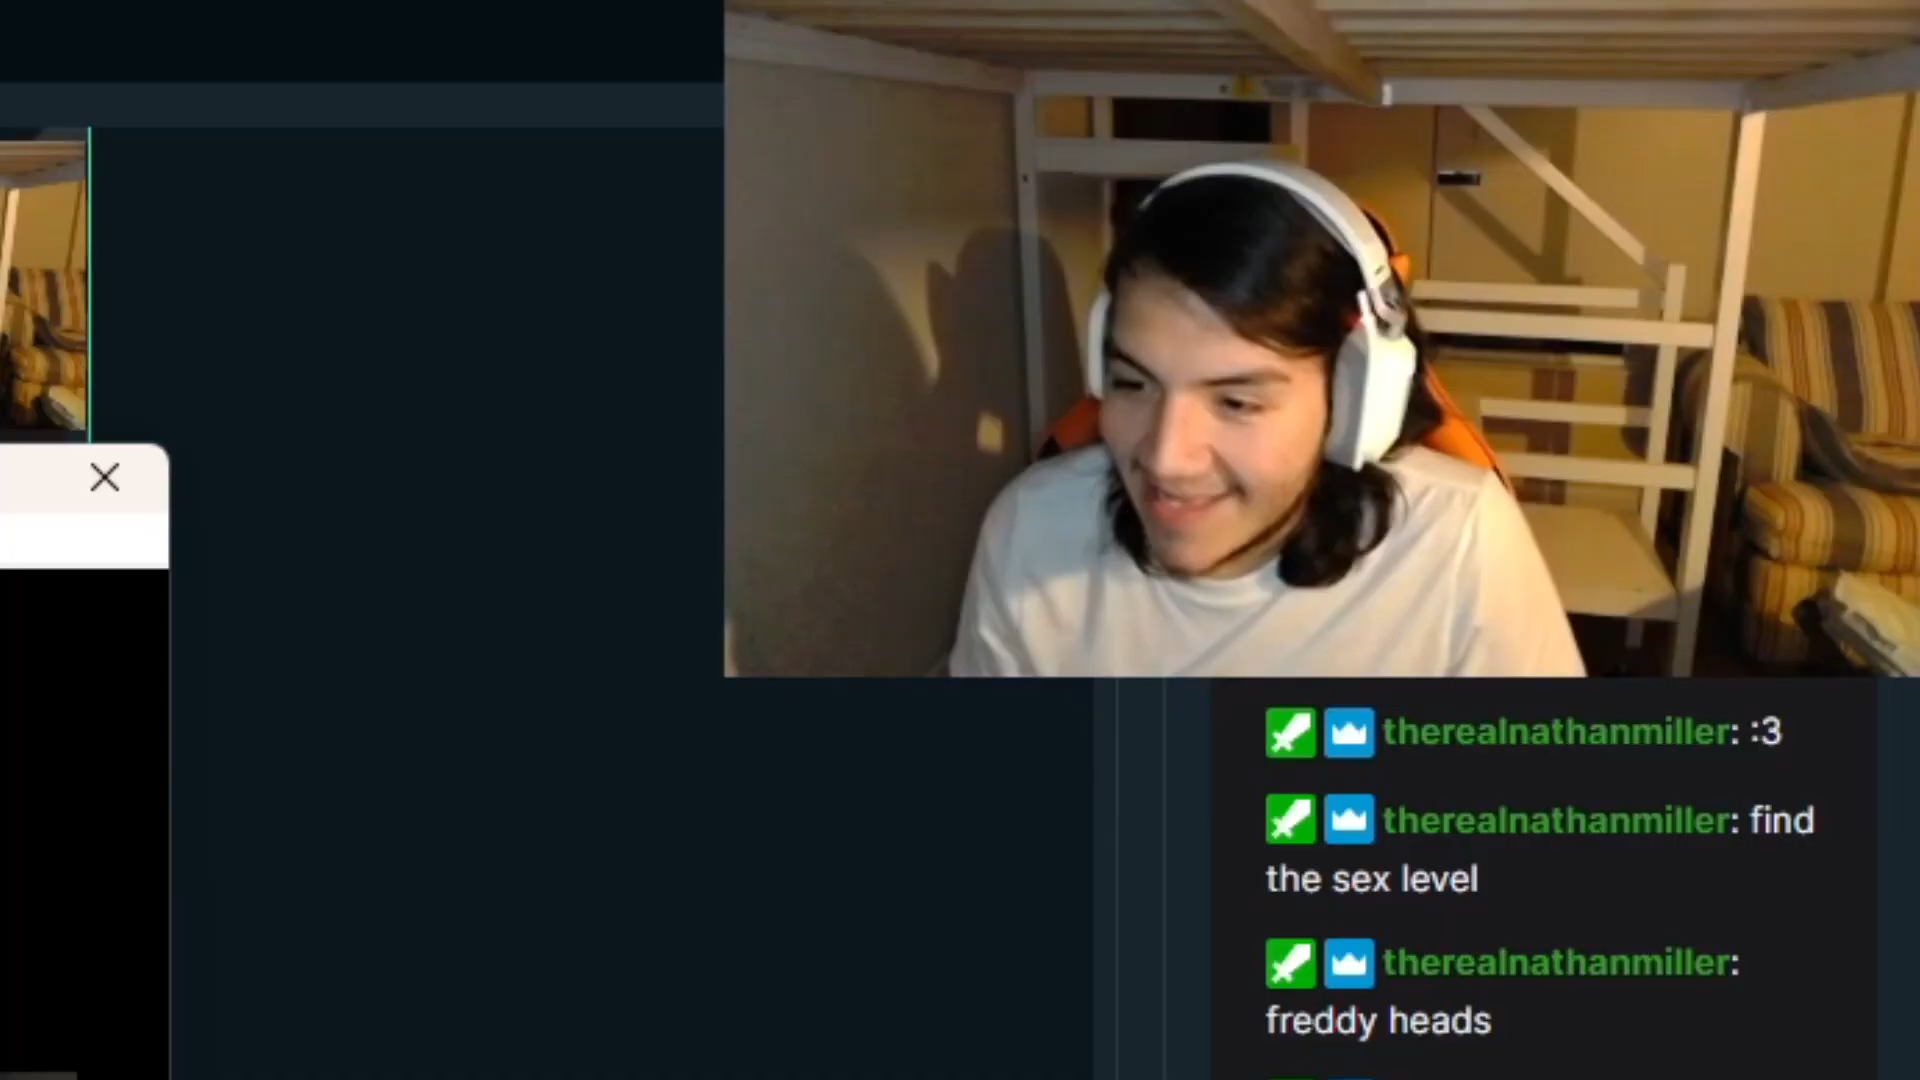 therealnathanmiller: :3
therealnathanmiller: find
the sex level
therealnathanmiller:
freddy heads